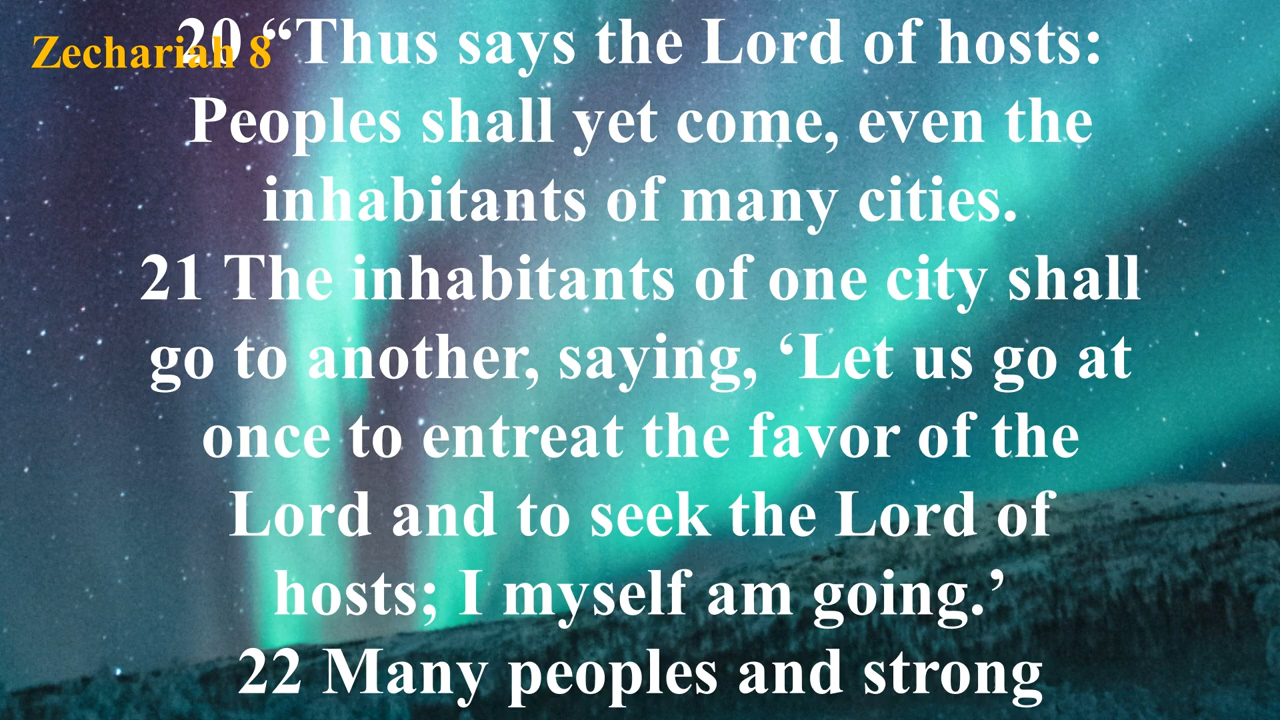 Zechariah 8
20 “Thus says the Lord of hosts:
Peoples shall yet come, even the
inhabitants of many cities.
21 The inhabitants of one city shall
go to another, saying, ‘Let us go at
once to entreat the favor of the
Lord and to seek the Lord of
hosts; I myself am going.’
22 Many peoples and strong